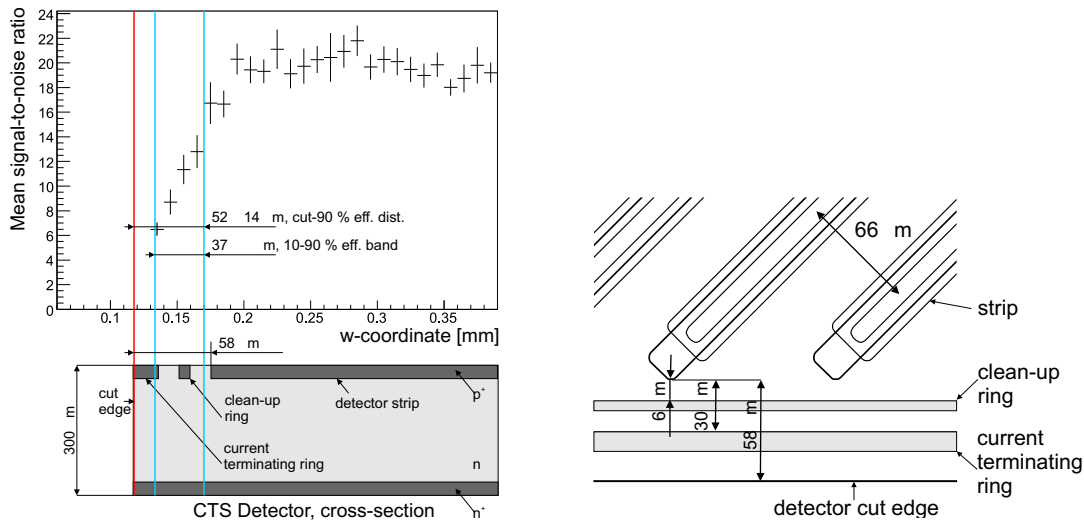 Mean signal-to-noise ratio
24
22
20
18
16
14
12
10
8
6
4
2
0
52 14 m, cut-90 % eff. dist.
37 m, 10-90 % eff. band
0.1 0.15 0.2 0.25 0.3 0.35
w-coordinate [mm]
58 m
cut
edge
clean-up
ring
detector strip
p+
300 m
current
terminating ring
n
n+
CTS Detector, cross-section
66 m
strip
6 m
30 m
58 m
clean-up
ring
current
terminating
ring
detector cut edge